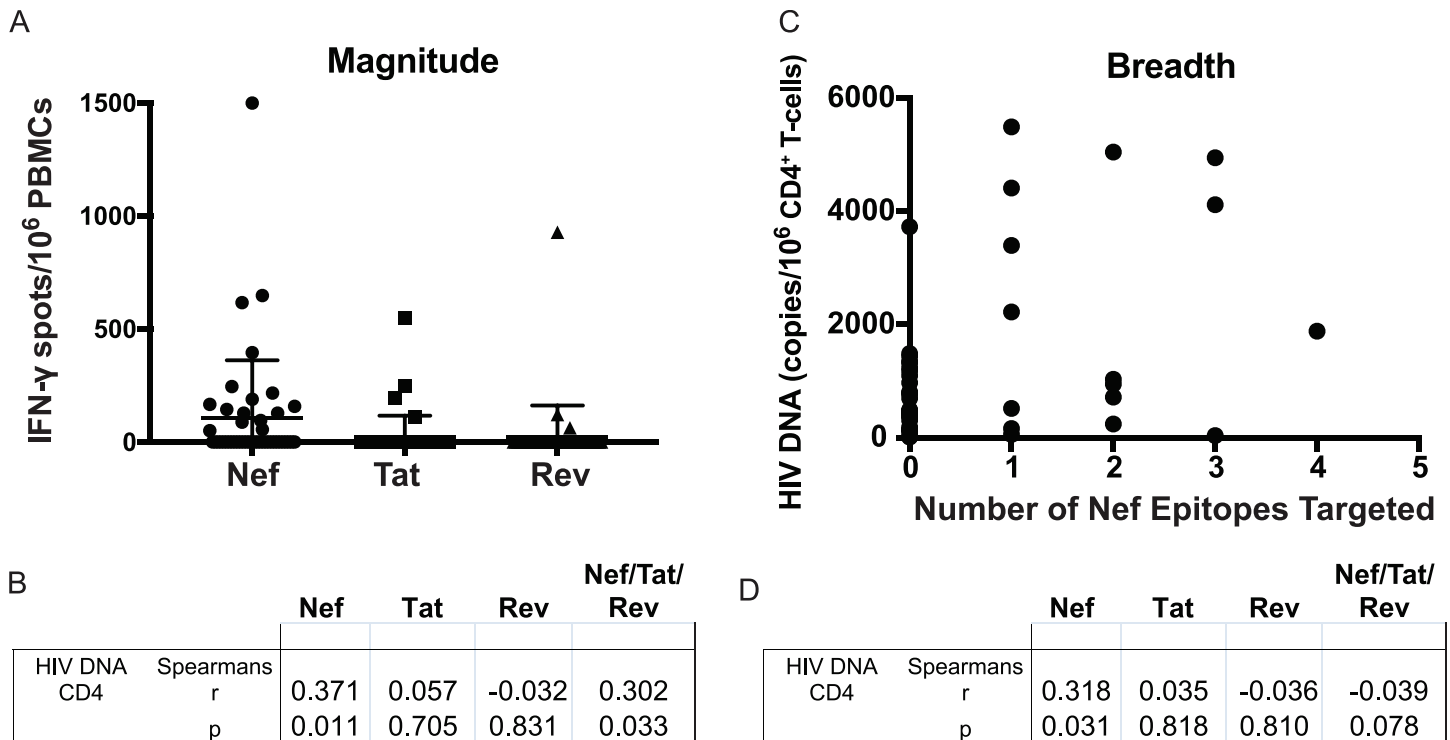 A
Magnitude
IFN-γ spots/10⁶ PBMCs
1500
1000
500
0
Nef Tat Rev
C
Breadth
HIV DNA (copies/10⁶ CD4⁺ T-cells)
6000
4000
2000
0
0 1 2 3 4 5
Number of Nef Epitopes Targeted
B
Nef Tat Rev Nef/Tat/
Rev
HIV DNA Spearmans
CD4 r 0.371 0.057 -0.032 0.302
p 0.011 0.705 0.831 0.033
D
Nef Tat Rev Nef/Tat/
Rev
HIV DNA Spearmans
CD4 r 0.318 0.035 -0.036 -0.039
p 0.031 0.818 0.810 0.078